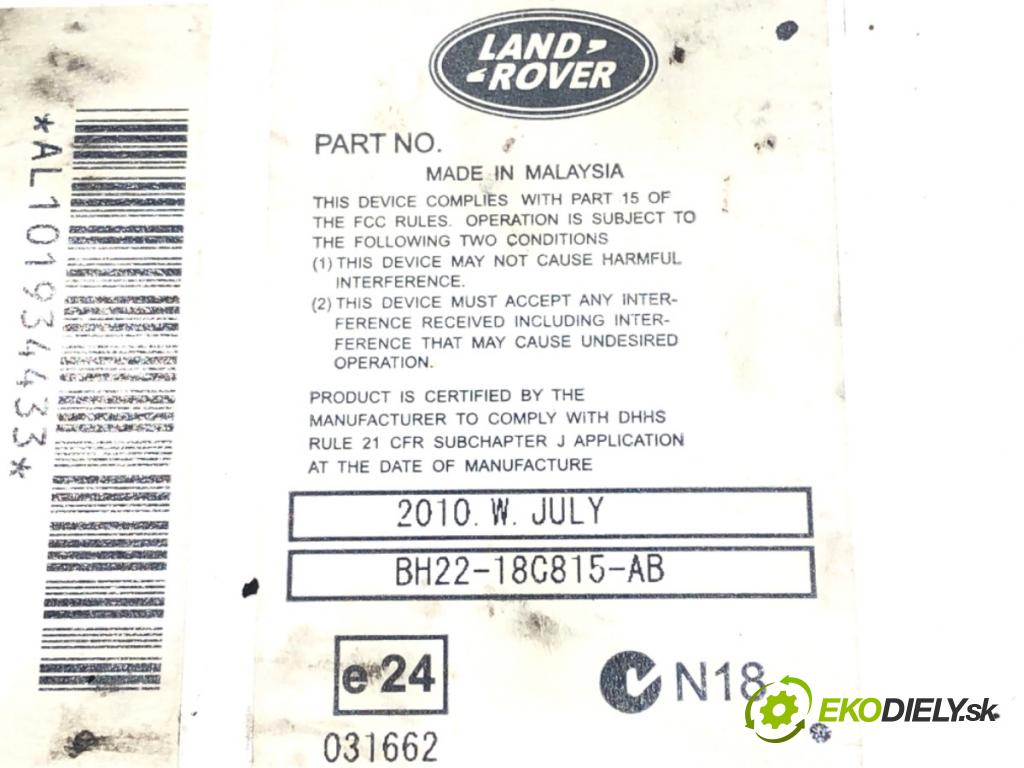 *AL10193443 3*
LAND
ROVER
PART NO.
MADE IN MALAYSIA
THIS DEVICE COMPLIES WITH PART 15 OF
THE FCC RULES. OPERATION IS SUBJECT TO
THE FOLLOWING TWO CONDITIONS
(1) THIS DEVICE MAY NOT CAUSE HARMFUL
INTERFERENCE.
(2) THIS DEVICE MUST ACCEPT ANY INTER-
FERENCE RECEIVED INCLUDING INTER-
FERENCE THAT MAY CAUSE UNDESIRED
OPERATION.
PRODUCT IS CERTIFIED BY THE
MANUFACTURER TO COMPLY WITH DHHS
RULE 21 CFR SUBCHAPTER J APPLICATION
AT THE DATE OF MANUFACTURE
2010. W. JULY
BH22-18C815-AB
e24
N18
031662
EKODIELY.sk